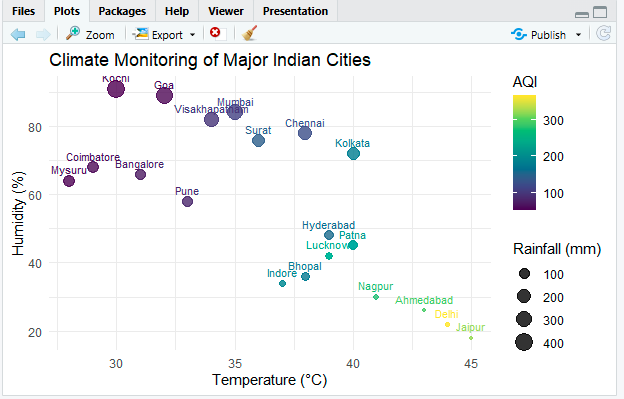 Files Plots Packages Help Viewer Presentation
Zoom Export Publish
Climate Monitoring of Major Indian Cities
Kochi
Goa
Mumbai
Visakhapatnam
Surat
Chennai
Kolkata
Coimbatore
Mysuru
Bangalore
Pune
Hyderabad
Patna
Lucknow
Bhopal
Indore
Nagpur
Ahmedabad
Delhi
Jaipur
Humidity (%)
80
60
40
20
30 35 40 45
Temperature (°C)
AQI
300
200
100
Rainfall (mm)
100
200
300
400